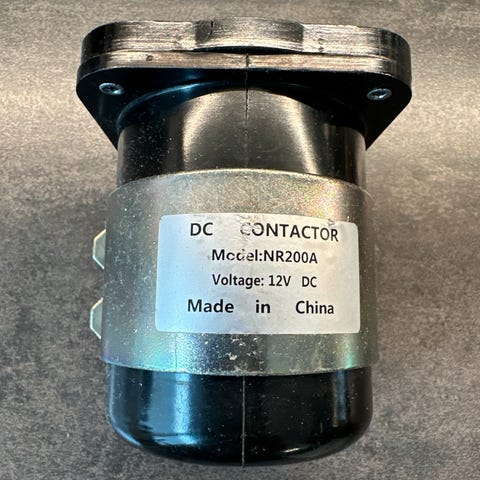 DC CONTACTOR
Model:NR200A
Voltage: 12V DC
Made in China